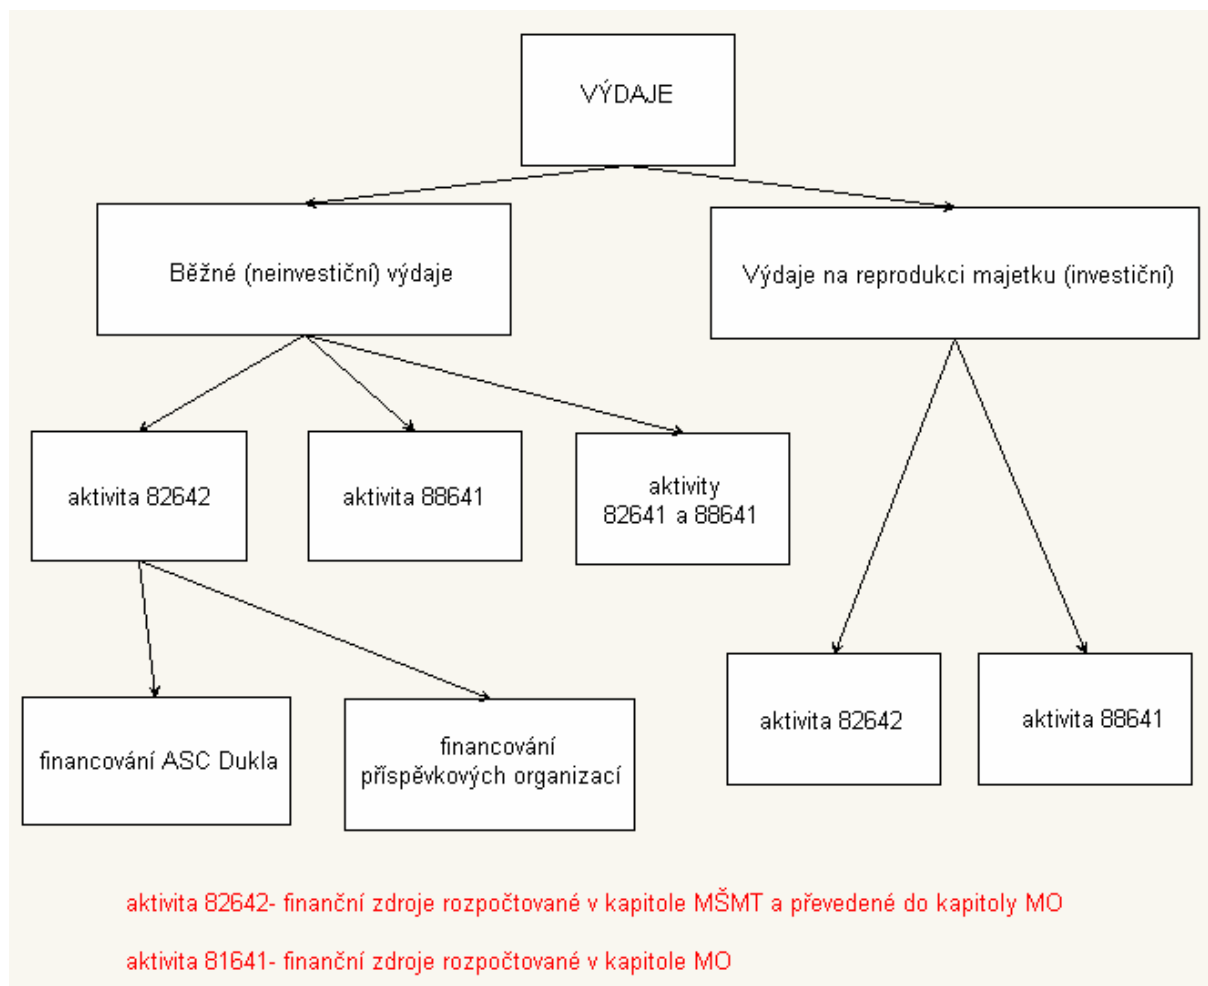 VÝDAJE
Běžné (neinvestiční) výdaje
Výdaje na reprodukci majetku (investiční)
aktivita 82642
aktivita 88641
aktivity
82641 a 88641
aktivita 82642
aktivita 88641
financování ASC Dukla
financování
příspěvkových organizací
aktivita 82642- finanční zdroje rozpočtované v kapitole MŠMT a převedené do kapitoly MO
aktivita 81641- finanční zdroje rozpočtované v kapitole MO